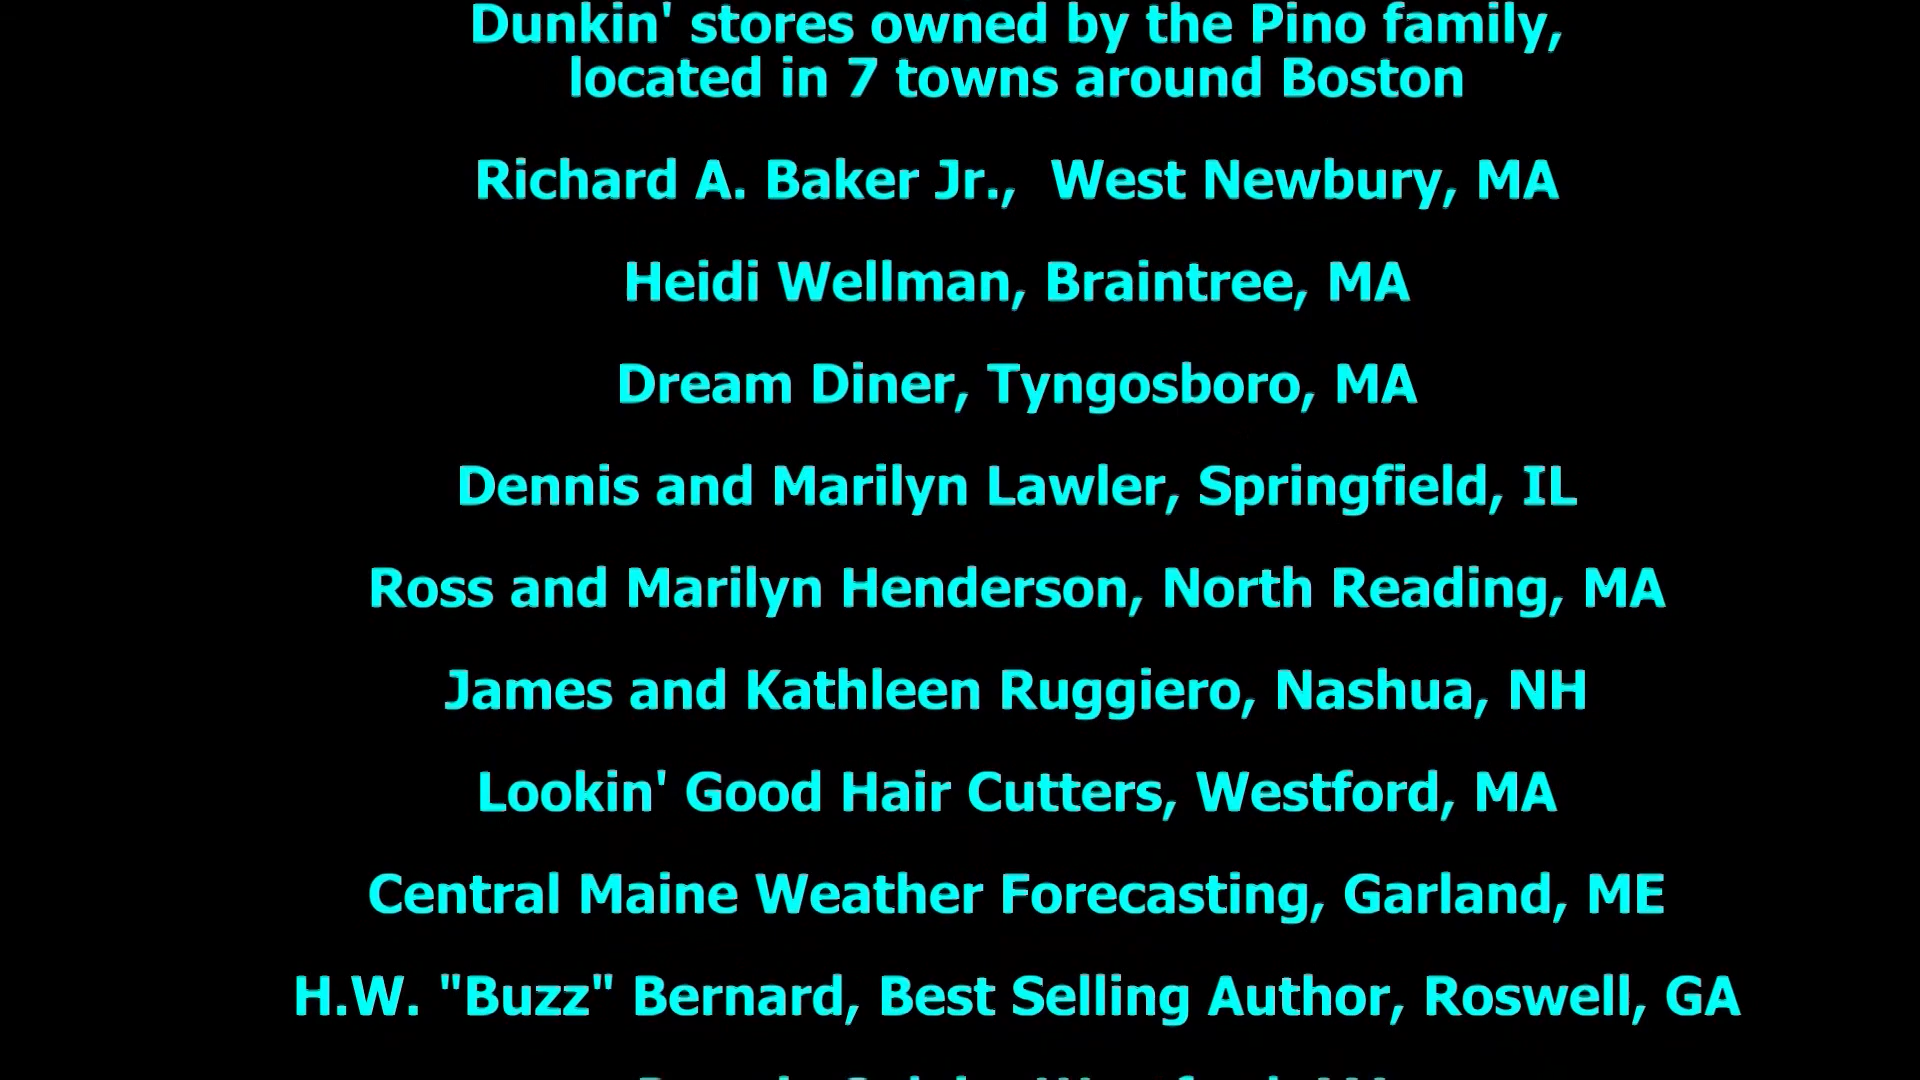 Dunkin' stores owned by the Pino family,
located in 7 towns around Boston
Richard A. Baker Jr.,  West Newbury, MA
Heidi Wellman, Braintree, MA
Dream Diner, Tyngosboro, MA
Dennis and Marilyn Lawler, Springfield, IL
Ross and Marilyn Henderson, North Reading, MA
James and Kathleen Ruggiero, Nashua, NH
Lookin' Good Hair Cutters, Westford, MA
Central Maine Weather Forecasting, Garland, ME
H.W. "Buzz" Bernard, Best Selling Author, Roswell, GA